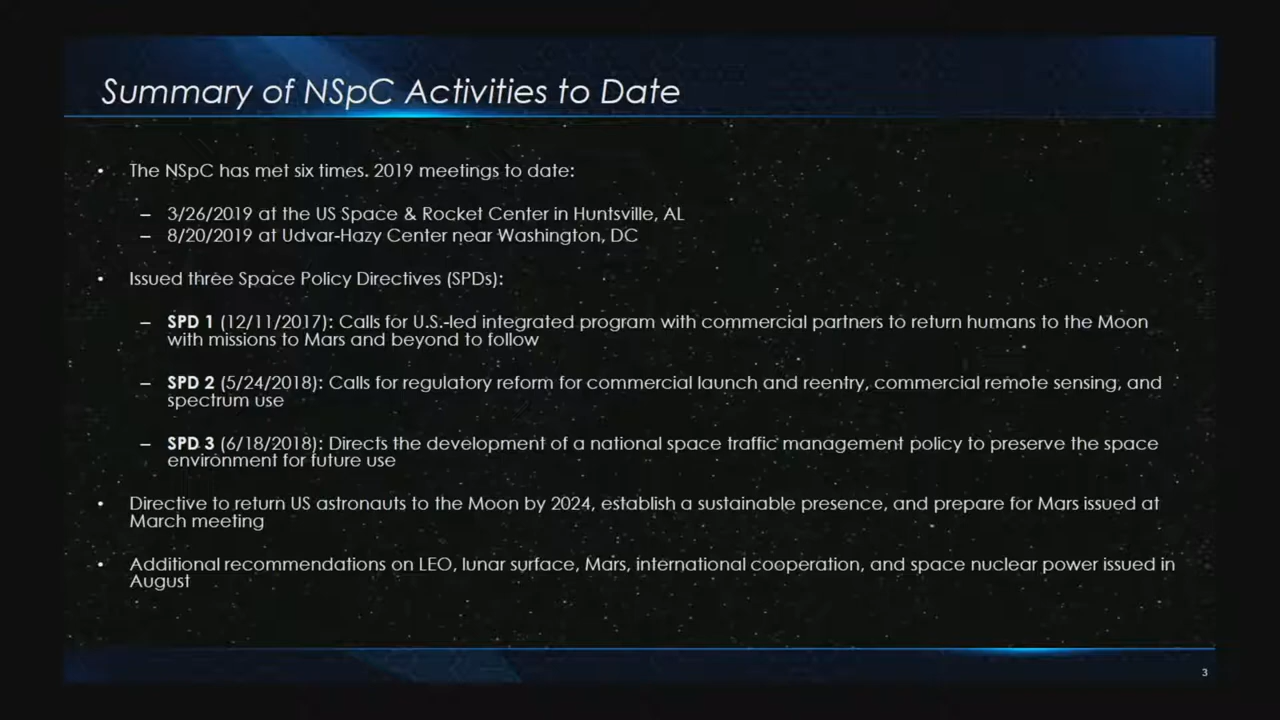 Summary of NSpC Activities to Date
• The NSpC has met six times. 2019 meetings to date:
– 3/26/2019 at the US Space & Rocket Center in Huntsville, AL
– 8/20/2019 at Udvar-Hazy Center near Washington, DC
• Issued three Space Policy Directives (SPDs):
– SPD 1 (12/11/2017): Calls for U.S.-led integrated program with commercial partners to return humans to the Moon
with missions to Mars and beyond to follow
– SPD 2 (5/24/2018): Calls for regulatory reform for commercial launch and reentry, commercial remote sensing, and
spectrum use
– SPD 3 (6/18/2018): Directs the development of a national space traffic management policy to preserve the space
environment for future use
• Directive to return US astronauts to the Moon by 2024, establish a sustainable presence, and prepare for Mars issued at
March meeting
• Additional recommendations on LEO, lunar surface, Mars, international cooperation, and space nuclear power issued in
August
3